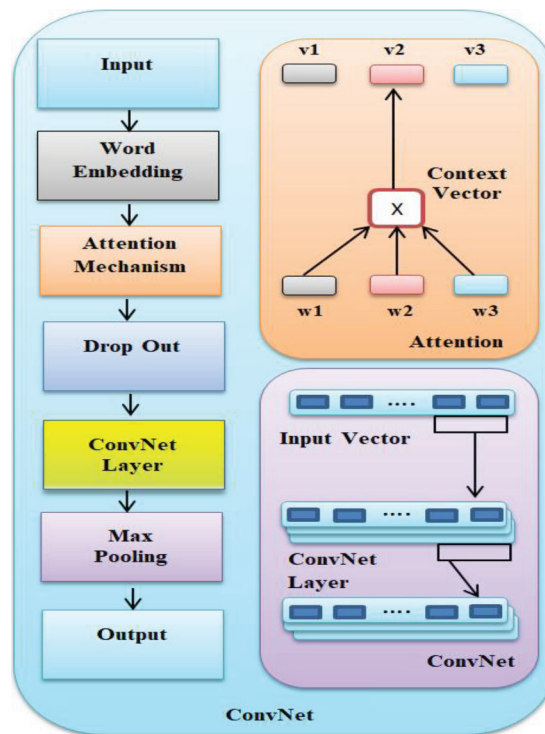 Input
Word
Embedding
Attention
Mechanism
Drop Out
ConvNet
Layer
Max
Pooling
Output
v1 v2 v3
Context
Vector
X
w1 w2 w3
Attention
....
Input Vector
....
ConvNet
Layer
....
ConvNet
ConvNet